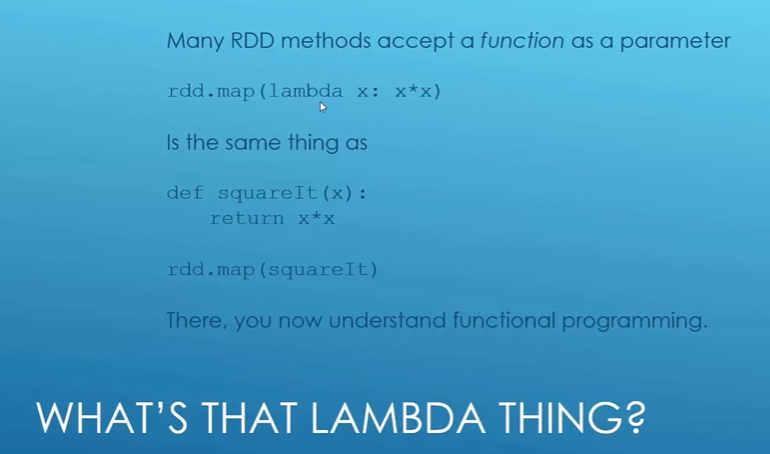 Many RDD methods accept a function as a parameter
rdd.map(lambda x: x*x)
Is the same thing as
def squareIt(x):
    return x*x
rdd.map(squareIt)
There, you now understand functional programming.
WHAT’S THAT LAMBDA THING?